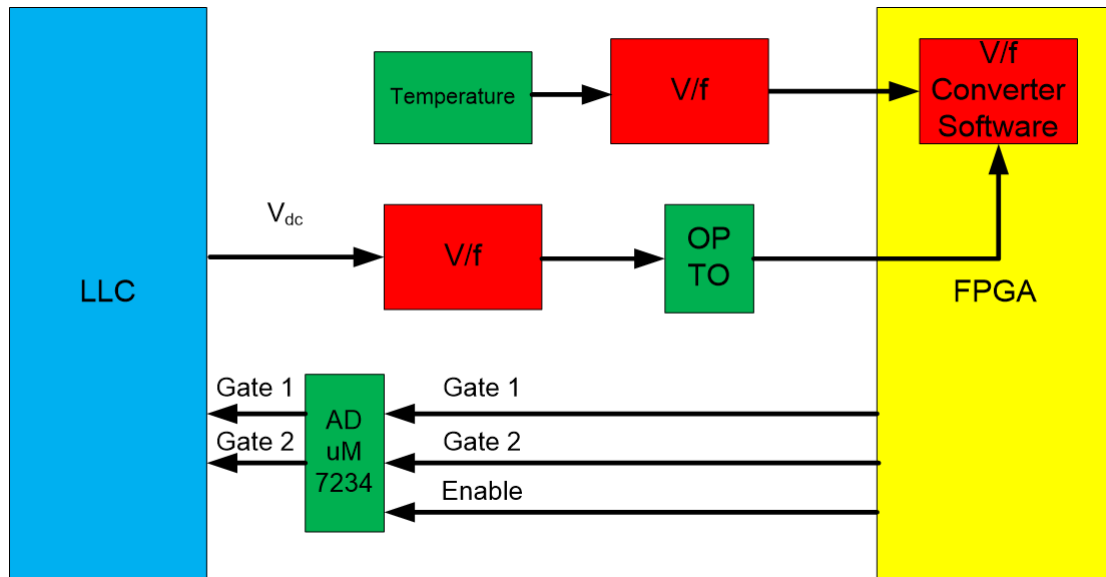 LLC
Temperature
V/f
V/f
Converter
Software
V
dc
V/f
OP
TO
FPGA
Gate 1
Gate 2
AD
uM
7234
Gate 1
Gate 2
Enable